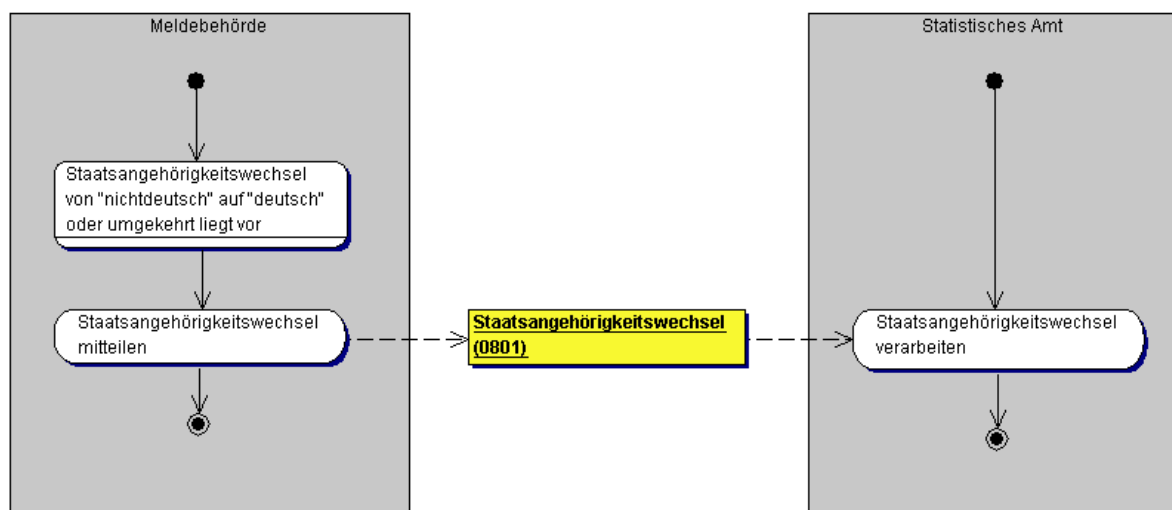 Meldebehörde
Statistisches Amt
Staatsangehörigkeitswechsel
von "nichtdeutsch" auf "deutsch"
oder umgekehrt liegt vor
Staatsangehörigkeitswechsel
mitteilen
Staatsangehörigkeitswechsel
(0801)
Staatsangehörigkeitswechsel
verarbeiten